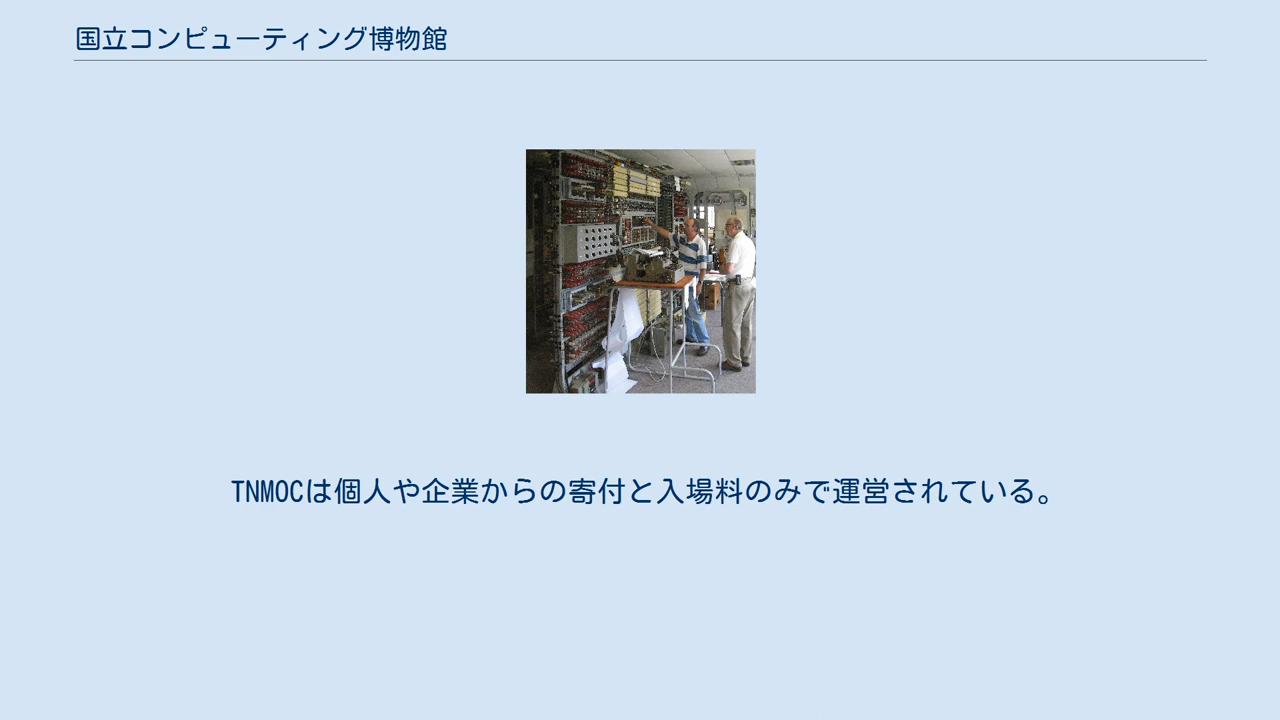 国立コンピューティング博物館
TNMOCは個人や企業からの寄付と入場料のみで運営されている。